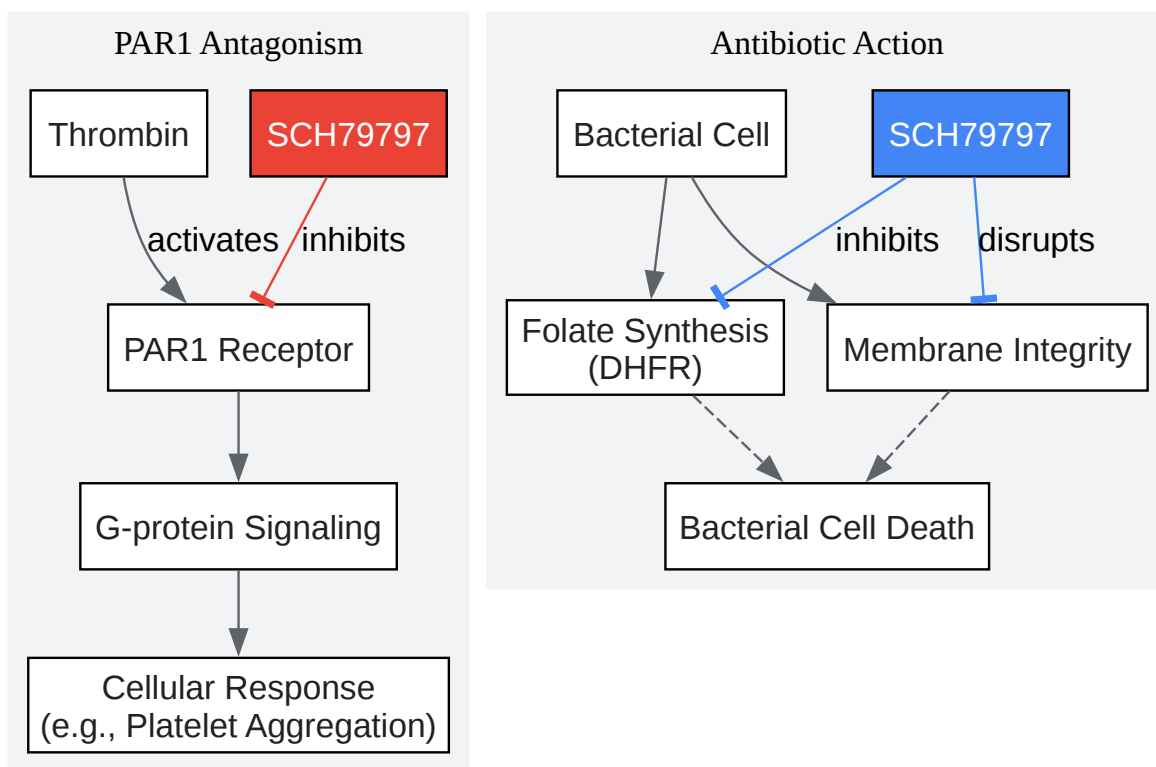 PAR1 Antagonism
Thrombin
SCH79797
activates
inhibits
PAR1 Receptor
G-protein Signaling
Cellular Response
(e.g., Platelet Aggregation)
Antibiotic Action
Bacterial Cell
SCH79797
inhibits
disrupts
Folate Synthesis
(DHFR)
Membrane Integrity
Bacterial Cell Death